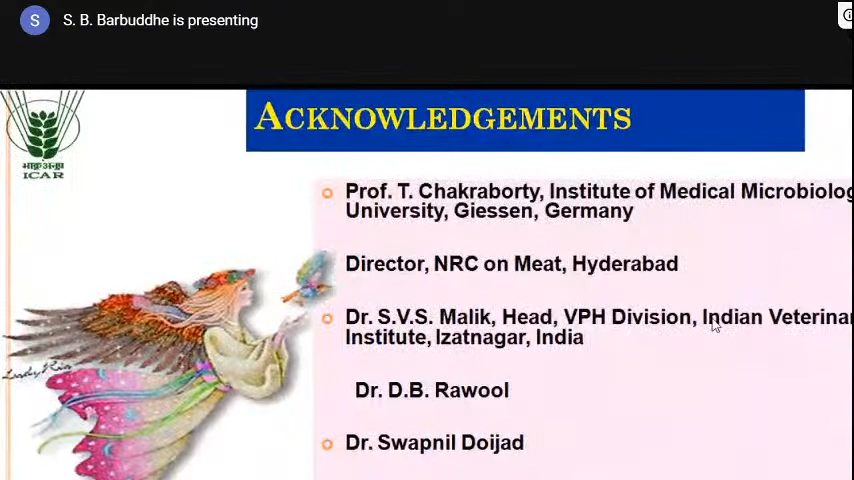 S
S. B. Barbuddhe is presenting
ACKNOWLEDGEMENTS
ICAR
Prof. T. Chakraborty, Institute of Medical Microbiolog
University, Giessen, Germany
Director, NRC on Meat, Hyderabad
Dr. S.V.S. Malik, Head, VPH Division, Indian Veterinar
Institute, Izatnagar, India
Dr. D.B. Rawool
Dr. Swapnil Doijad